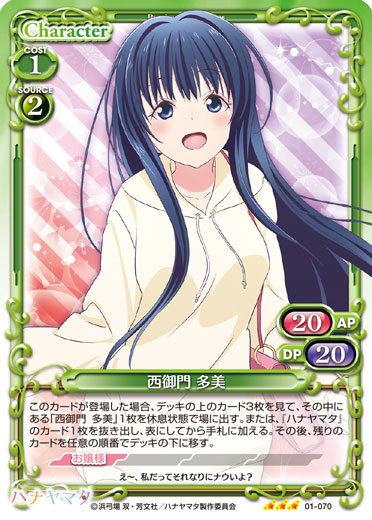 Character
COST
1
SOURCE
2
20 AP
DP 20
西御門 多美
このカードが登場した場合、デッキの上のカード3枚を見て、その中に
ある「西御門 多美」1枚を休息状態で場に出す。または、『ハナヤマタ』
のカード1枚を抜き出し、表にしてから手札に加える。その後、残りの
カードを任意の順番でデッキの下に移す。
お嬢様
え〜、私だってそれなりにナウいよ?
ハナヤマタ
©浜弓場 双・芳文社/ハナヤマタ製作委員会
★★★ 01-070